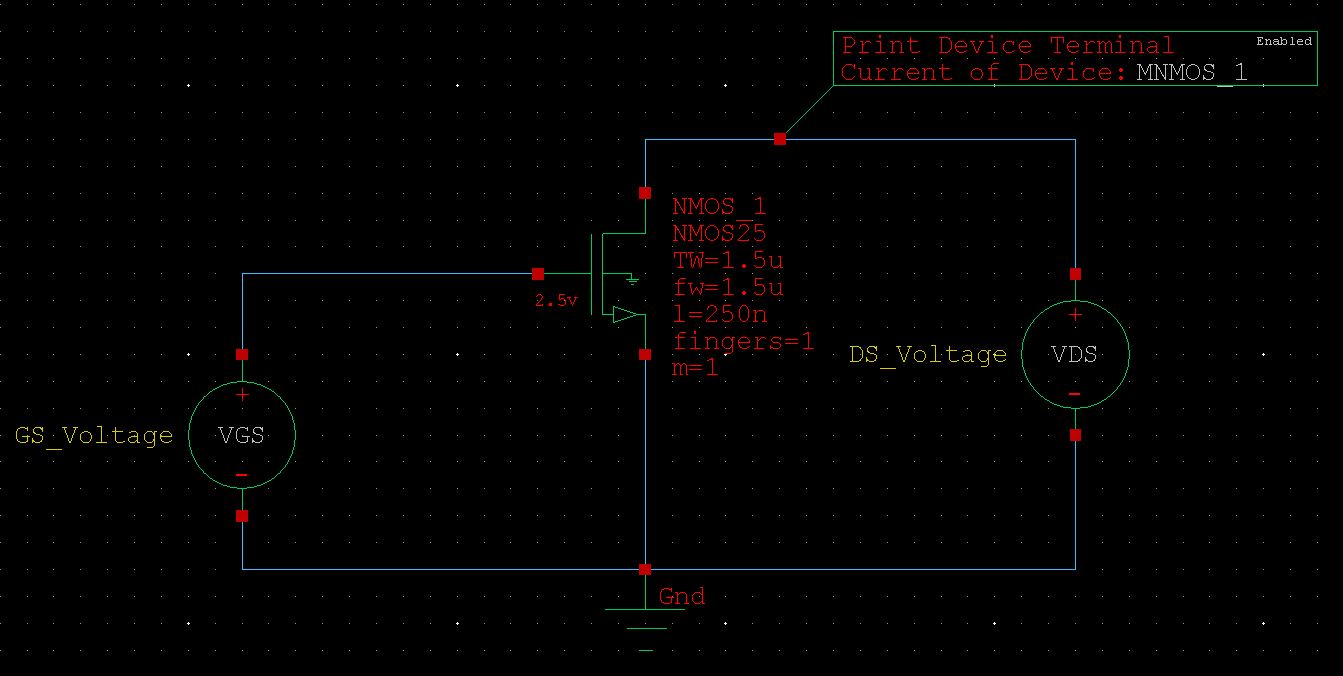 Print Device Terminal
Enabled
Current of Device: MNMOS_1
NMOS_1
NMOS25
TW=1.5u
fw=1.5u
l=250n
fingers=1
m=1
2.5v
DS_Voltage
+
VDS
-
GS_Voltage
+
VGS
-
Gnd